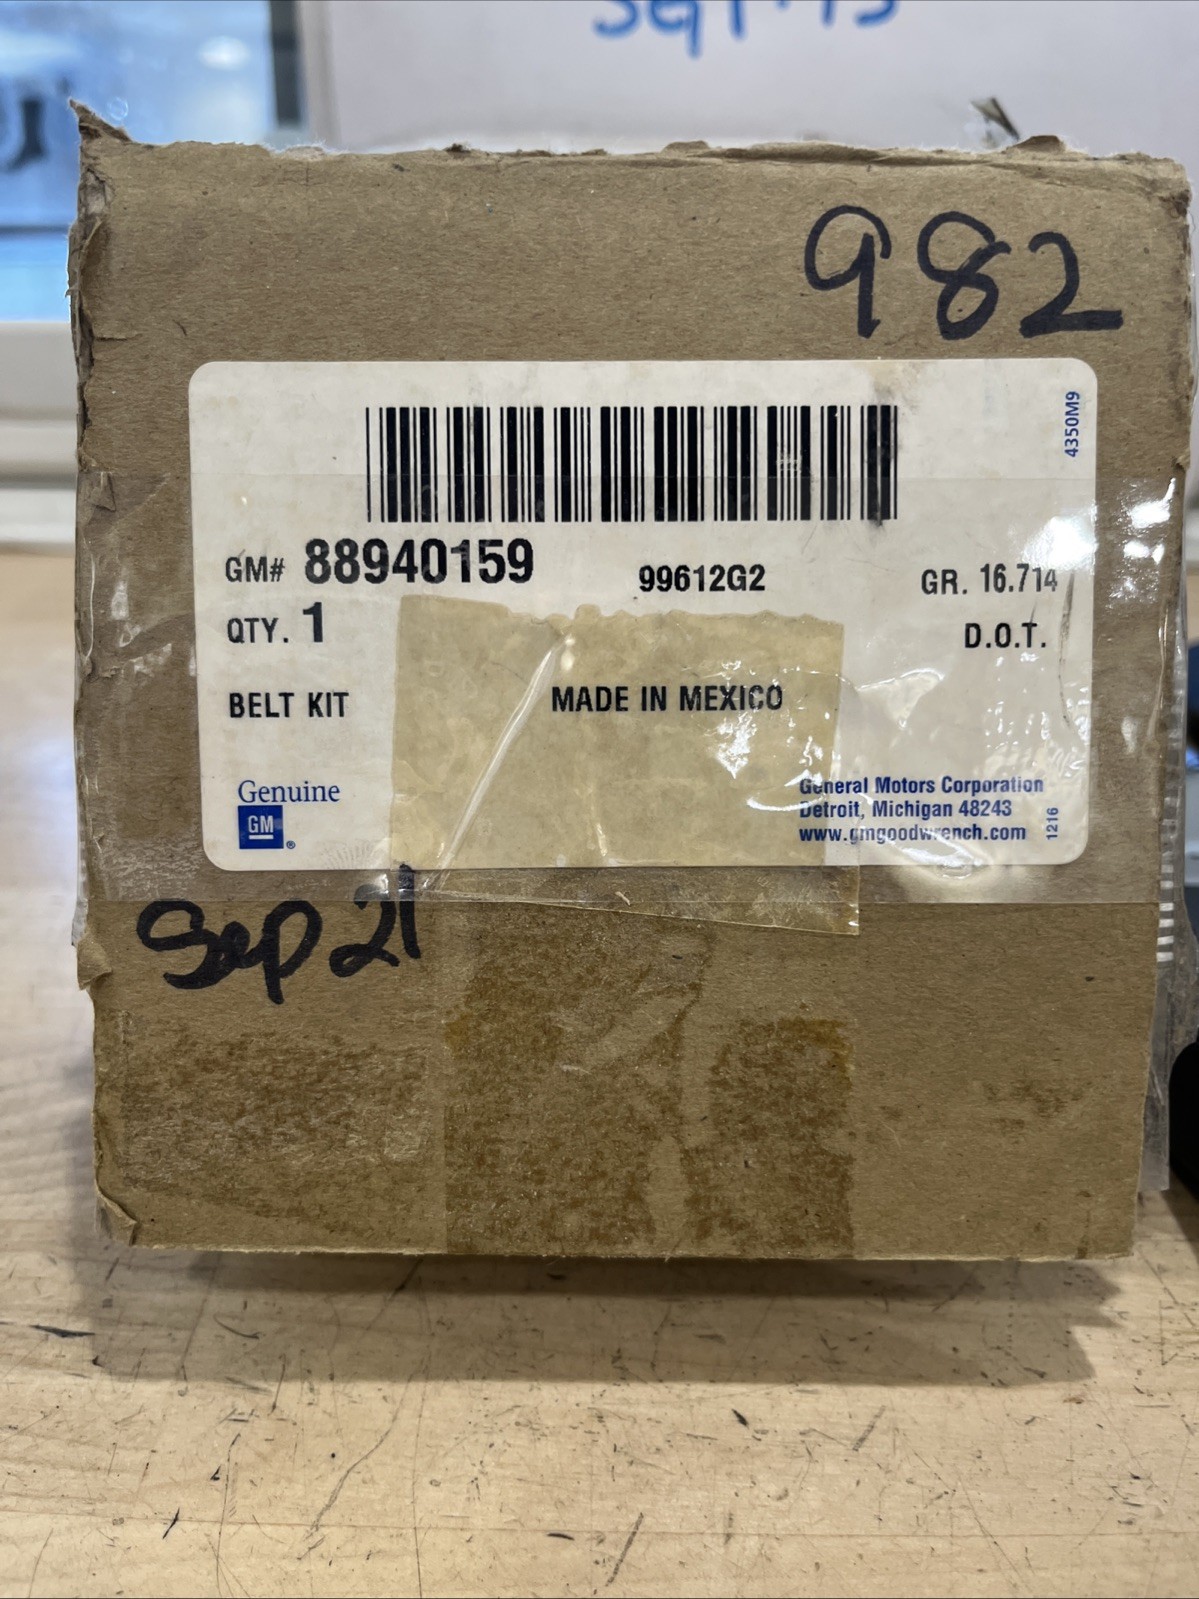 982
4350M9
GM# 88940159 99612G2 GR. 16.714
QTY. 1 D.O.T.
BELT KIT MADE IN MEXICO
Genuine
GM ®
General Motors Corporation
Detroit, Michigan 48243
www.gmgoodwrench.com
1216
Sep 21